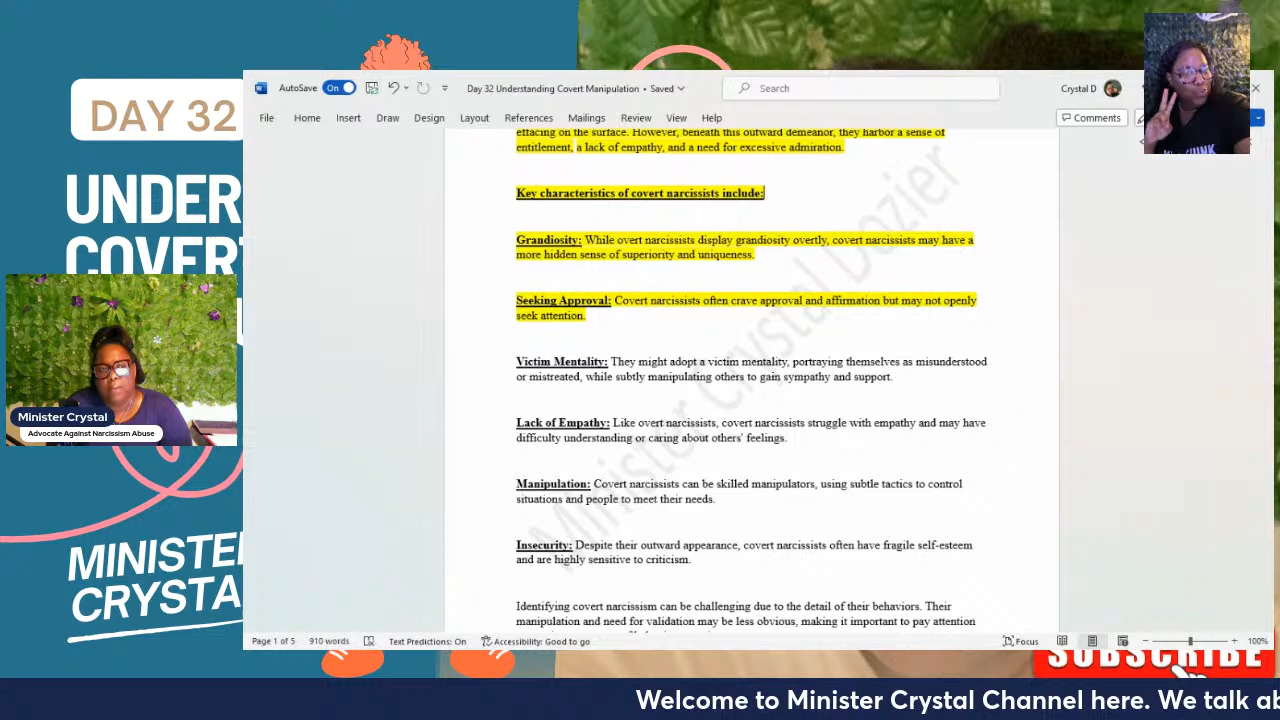 DAY 32
UNDER
COVER
Minister Crystal
Advocate Against Narcissism Abuse
MINISTE
CRYSTA
AutoSave On
Day 32 Understanding Covert Manipulation • Saved
Search
Crystal D
File Home Insert Draw Design Layout References Mailings Review View Help
Comments
effacing on the surface. However, beneath this outward demeanor, they harbor a sense of
entitlement, a lack of empathy, and a need for excessive admiration.
Key characteristics of covert narcissists include:
Grandiosity: While overt narcissists display grandiosity overtly, covert narcissists may have a
more hidden sense of superiority and uniqueness.
Seeking Approval: Covert narcissists often crave approval and affirmation but may not openly
seek attention.
Victim Mentality: They might adopt a victim mentality, portraying themselves as misunderstood
or mistreated, while subtly manipulating others to gain sympathy and support.
Lack of Empathy: Like overt narcissists, covert narcissists struggle with empathy and may have
difficulty understanding or caring about others' feelings.
Manipulation: Covert narcissists can be skilled manipulators, using subtle tactics to control
situations and people to meet their needs.
Insecurity: Despite their outward appearance, covert narcissists often have fragile self-esteem
and are highly sensitive to criticism.
Identifying covert narcissism can be challenging due to the detail of their behaviors. Their
manipulation and need for validation may be less obvious, making it important to pay attention
Minister Crystal Dozier
Page 1 of 5 910 words Text Predictions: On Accessibility: Good to go Focus 100%
SUBSCRIBE
Welcome to Minister Crystal Channel here. We talk ab